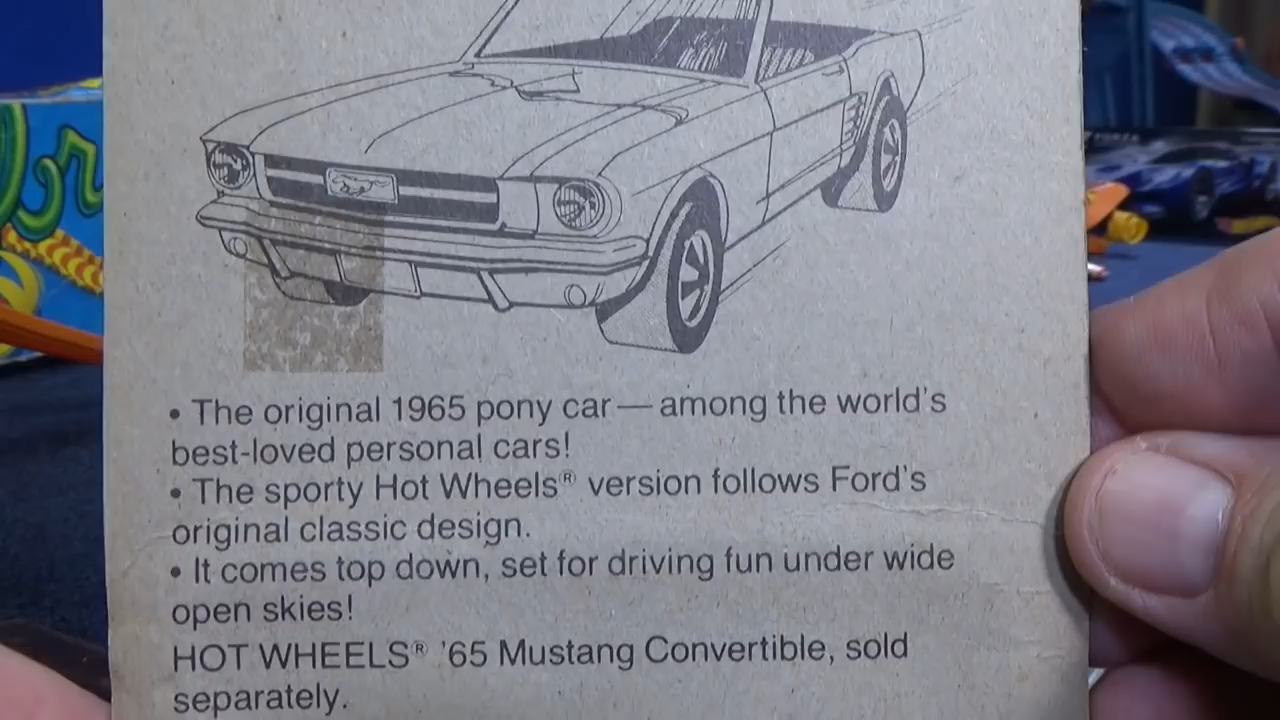 • The original 1965 pony car — among the world's
best-loved personal cars!
• The sporty Hot Wheels® version follows Ford's
original classic design.
• It comes top down, set for driving fun under wide
open skies!
HOT WHEELS® '65 Mustang Convertible, sold
separately.